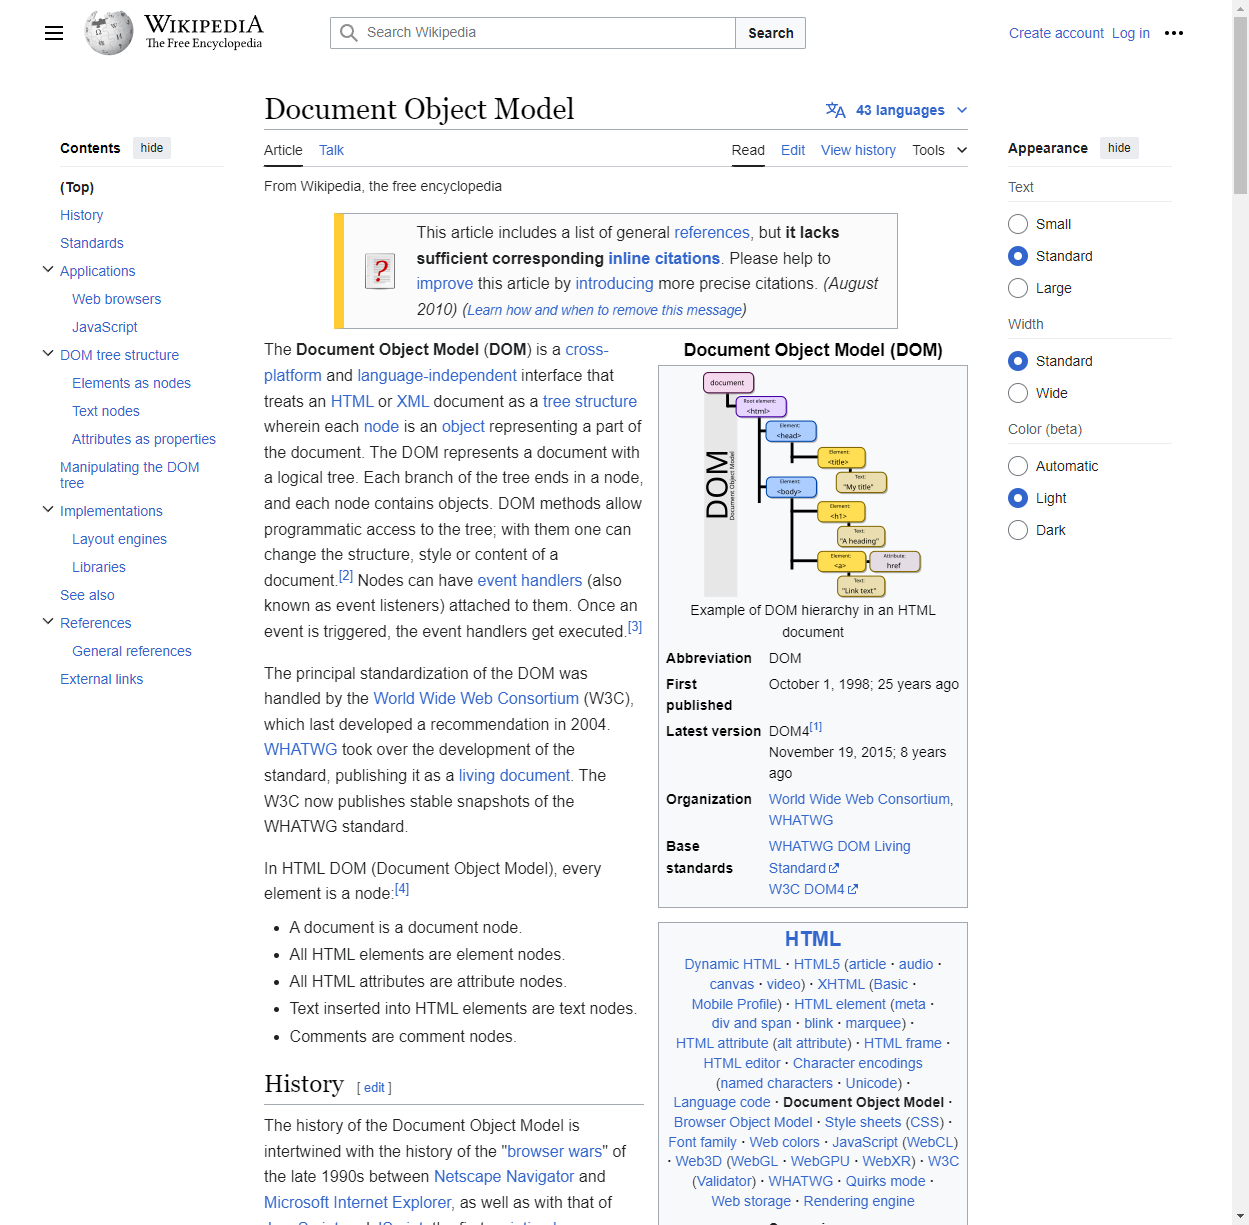 WIKIPEDIA
The Free Encyclopedia
Search Wikipedia
Search
Create account Log in
Document Object Model
43 languages
Article Talk
Read Edit View history Tools
From Wikipedia, the free encyclopedia
Contents hide
(Top)
History
Standards
Applications
Web browsers
JavaScript
DOM tree structure
Elements as nodes
Text nodes
Attributes as properties
Manipulating the DOM
tree
Implementations
Layout engines
Libraries
See also
References
General references
External links
This article includes a list of general references, but it lacks
sufficient corresponding inline citations. Please help to
improve this article by introducing more precise citations. (August
2010) (Learn how and when to remove this message)
The Document Object Model (DOM) is a cross-
platform and language-independent interface that
treats an HTML or XML document as a tree structure
wherein each node is an object representing a part of
the document. The DOM represents a document with
a logical tree. Each branch of the tree ends in a node,
and each node contains objects. DOM methods allow
programmatic access to the tree; with them one can
change the structure, style or content of a
document.[2] Nodes can have event handlers (also
known as event listeners) attached to them. Once an
event is triggered, the event handlers get executed.[3]
The principal standardization of the DOM was
handled by the World Wide Web Consortium (W3C),
which last developed a recommendation in 2004.
WHATWG took over the development of the
standard, publishing it as a living document. The
W3C now publishes stable snapshots of the
WHATWG standard.
In HTML DOM (Document Object Model), every
element is a node:[4]
• A document is a document node.
• All HTML elements are element nodes.
• All HTML attributes are attribute nodes.
• Text inserted into HTML elements are text nodes.
• Comments are comment nodes.
History [ edit ]
The history of the Document Object Model is
intertwined with the history of the "browser wars" of
the late 1990s between Netscape Navigator and
Microsoft Internet Explorer, as well as with that of
Document Object Model (DOM)
DOM
Document Object Model
document
Root element:
<html>
Element:
<head>
Element:
<title>
Text:
"My title"
Element:
<body>
Element:
<h1>
Text:
"A heading"
Element:
<a>
Attribute:
href
Text:
"Link text"
Example of DOM hierarchy in an HTML
document
Abbreviation DOM
First October 1, 1998; 25 years ago
published
Latest version DOM4[1]
November 19, 2015; 8 years
ago
Organization World Wide Web Consortium,
WHATWG
Base WHATWG DOM Living
standards Standard
W3C DOM4
HTML
Dynamic HTML · HTML5 (article · audio ·
canvas · video) · XHTML (Basic ·
Mobile Profile) · HTML element (meta ·
div and span · blink · marquee) ·
HTML attribute (alt attribute) · HTML frame ·
HTML editor · Character encodings
(named characters · Unicode) ·
Language code · Document Object Model ·
Browser Object Model · Style sheets (CSS) ·
Font family · Web colors · JavaScript (WebCL)
· Web3D (WebGL · WebGPU · WebXR) · W3C
(Validator) · WHATWG · Quirks mode ·
Web storage · Rendering engine
Appearance hide
Text
Small
Standard
Large
Width
Standard
Wide
Color (beta)
Automatic
Light
Dark